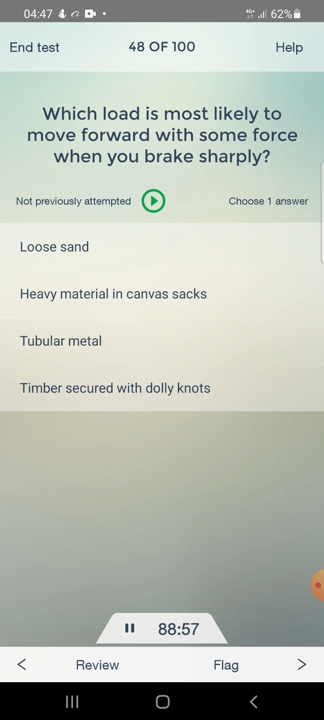 04:47
4G+
62%
End test
48 OF 100
Help
Which load is most likely to
move forward with some force
when you brake sharply?
Not previously attempted
Choose 1 answer
Loose sand
Heavy material in canvas sacks
Tubular metal
Timber secured with dolly knots
88:57
Review
Flag